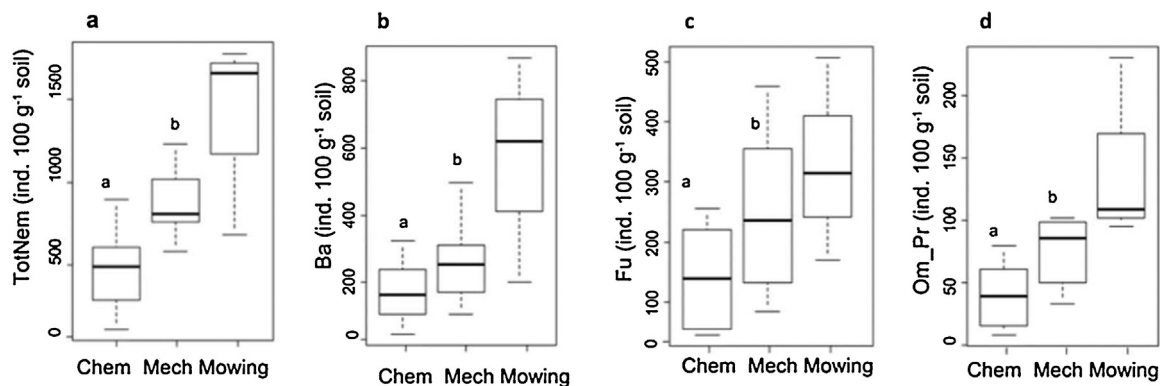 a
TotNem (ind. 100 g⁻¹ soil)
1500
1000
500
0
a
b
Chem Mech Mowing
b
Ba (ind. 100 g⁻¹ soil)
800
600
400
200
0
a
b
Chem Mech Mowing
c
Fu (ind. 100 g⁻¹ soil)
500
400
300
200
100
0
a
b
Chem Mech Mowing
d
Om_Pr (ind. 100 g⁻¹ soil)
200
150
100
50
0
a
b
Chem Mech Mowing